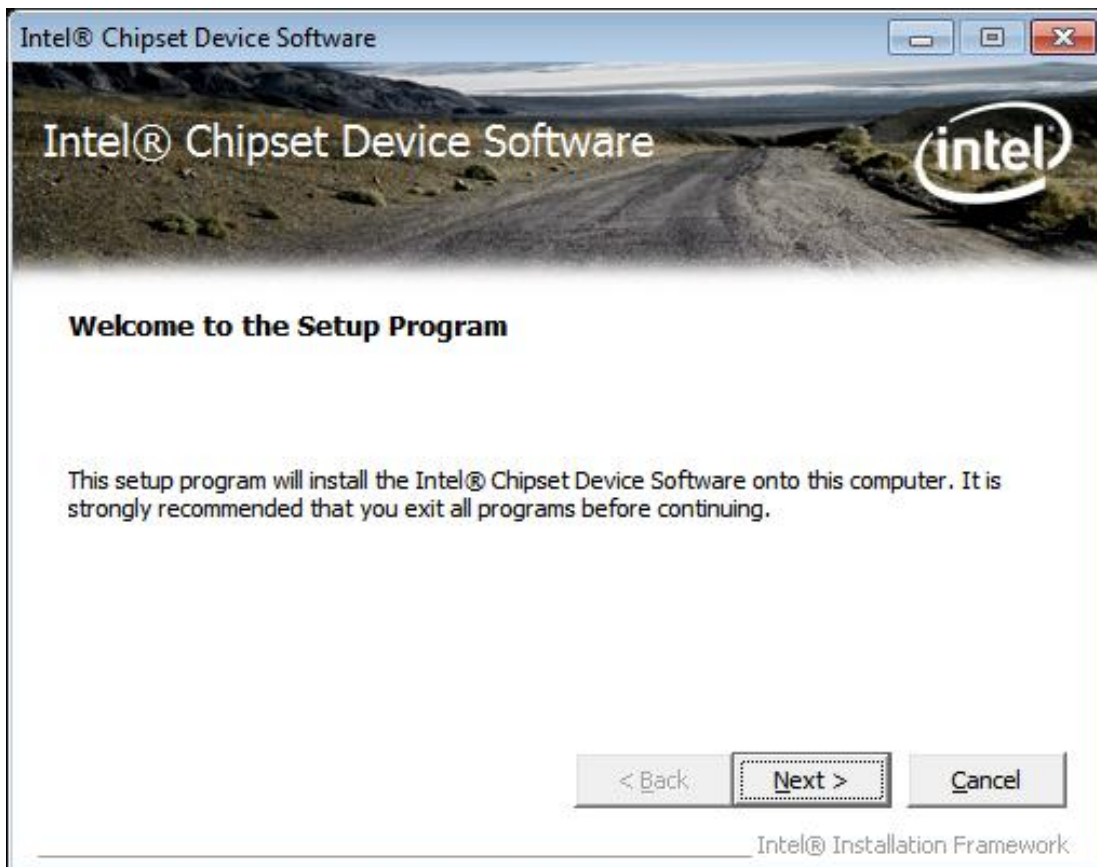 Intel® Chipset Device Software
Intel® Chipset Device Software
intel
Welcome to the Setup Program
This setup program will install the Intel® Chipset Device Software onto this computer. It is
strongly recommended that you exit all programs before continuing.
< Back Next > Cancel
Intel® Installation Framework